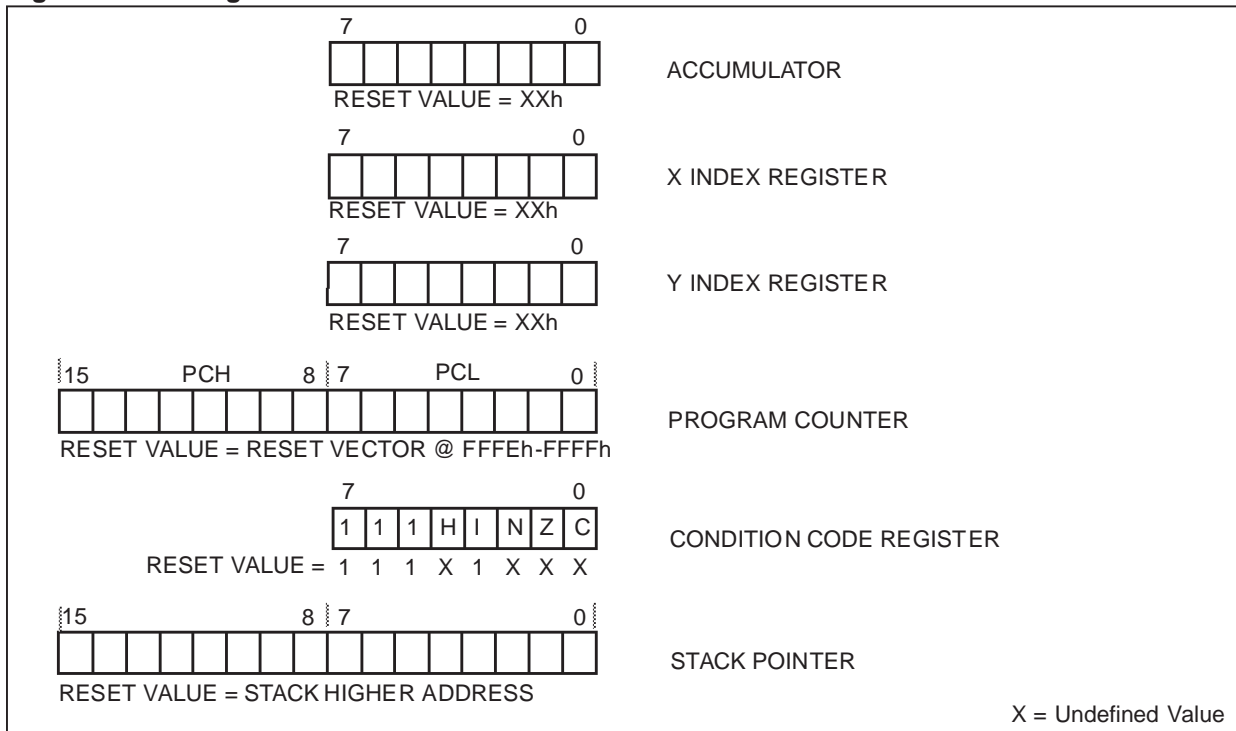 7 0
ACCUMULATOR
RESET VALUE = XXh
7 0
X INDEX REGISTER
RESET VALUE = XXh
7 0
Y INDEX REGISTER
RESET VALUE = XXh
15 PCH 8 7 PCL 0
PROGRAM COUNTER
RESET VALUE = RESET VECTOR @ FFFEh-FFFFh
7 0
1 1 1 H I N Z C
CONDITION CODE REGISTER
RESET VALUE = 1 1 1 X 1 X X X
15 8 7 0
STACK POINTER
RESET VALUE = STACK HIGHER ADDRESS
X = Undefined Value